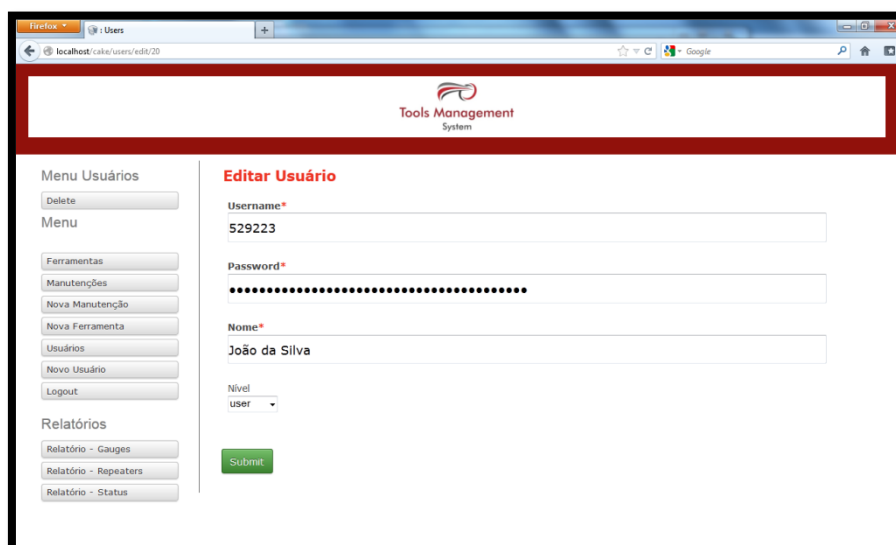 Firefox
: Users
localhost/cake/users/edit/20
Google
Tools Management
System
Menu Usuários
Delete
Menu
Ferramentas
Manutenções
Nova Manutenção
Nova Ferramenta
Usuários
Novo Usuário
Logout
Relatórios
Relatório - Gauges
Relatório - Repeaters
Relatório - Status
Editar Usuário
Username*
529223
Password*
••••••••••••••••••••••••••••••••••••••••
Nome*
João da Silva
Nível
user
Submit